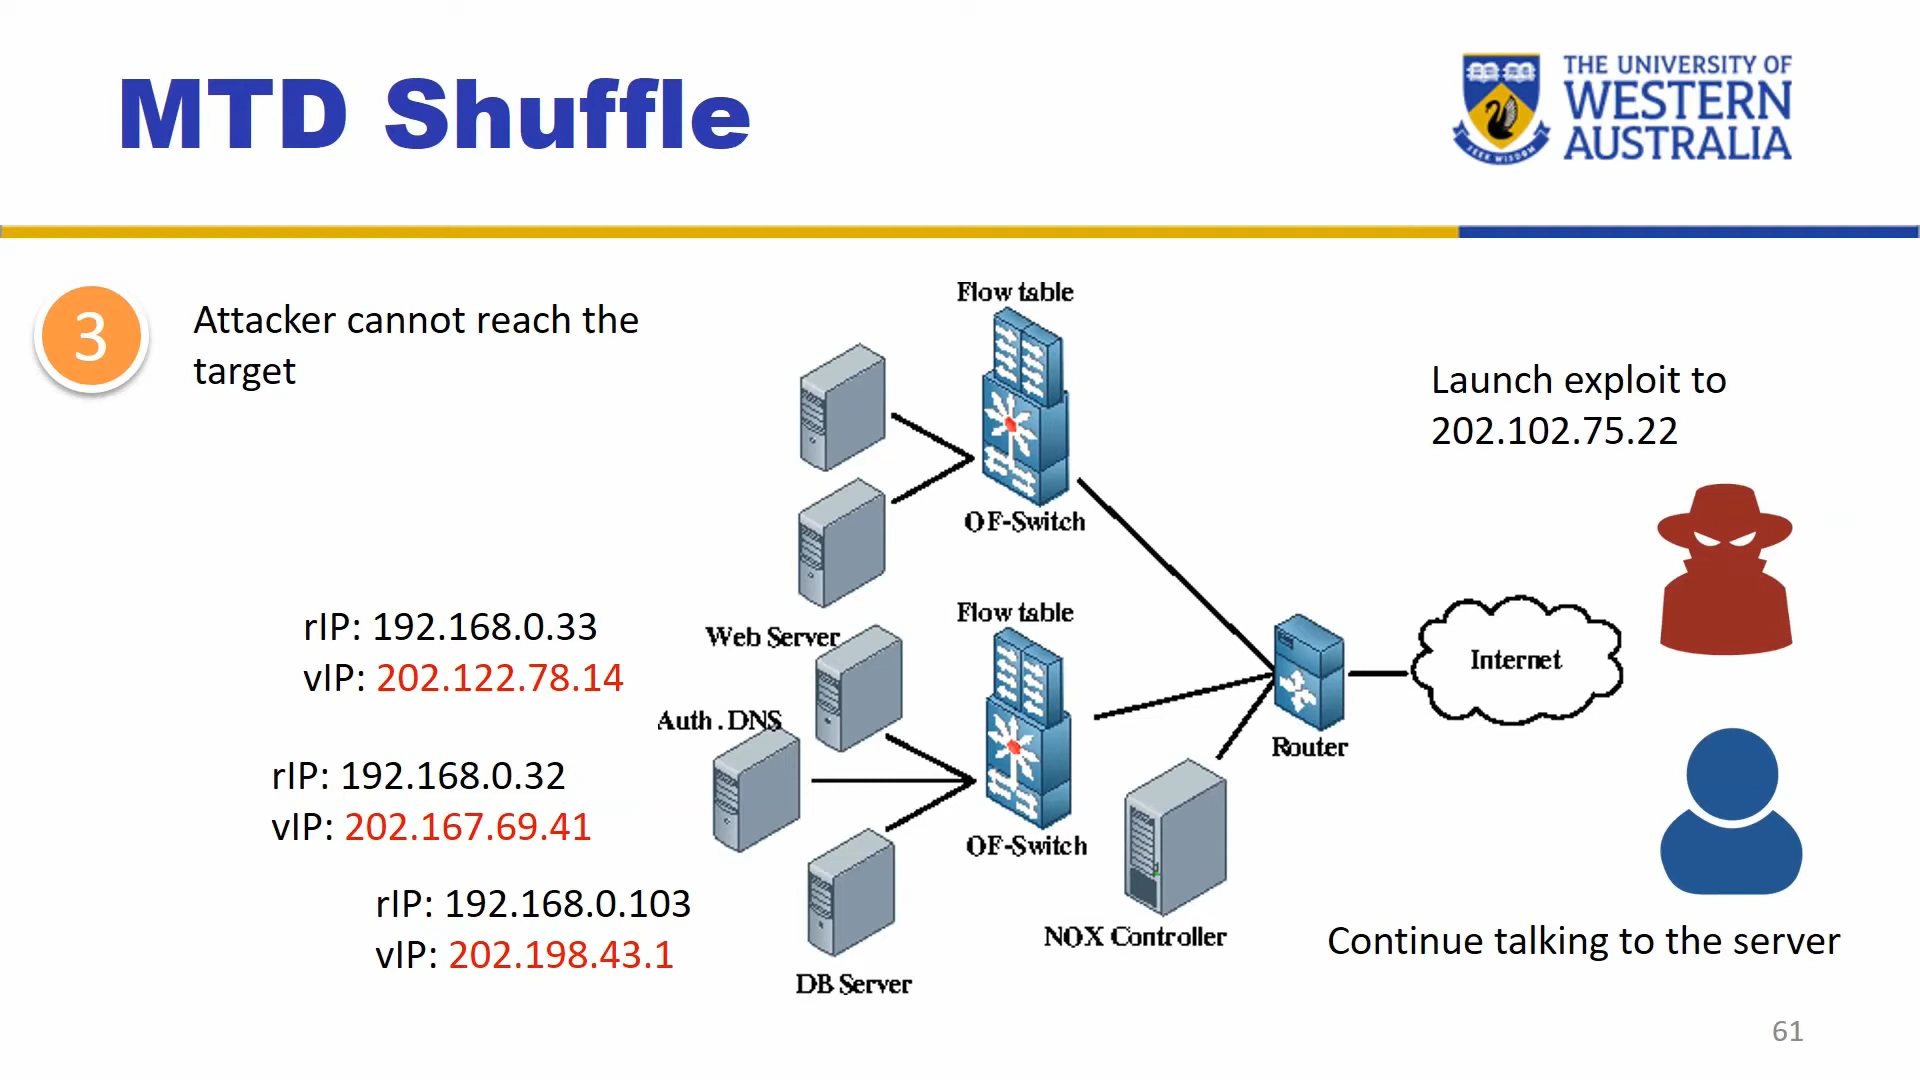 MTD Shuffle
THE UNIVERSITY OF
WESTERN
AUSTRALIA
SEEK WISDOM
3
Attacker cannot reach the
target
Flow table
OF-Switch
Launch exploit to
202.102.75.22
rIP: 192.168.0.33
vIP: 202.122.78.14
Web Server
Flow table
Auth.DNS
Internet
Router
rIP: 192.168.0.32
vIP: 202.167.69.41
OF-Switch
rIP: 192.168.0.103
vIP: 202.198.43.1
DB Server
NOX Controller
Continue talking to the server
61